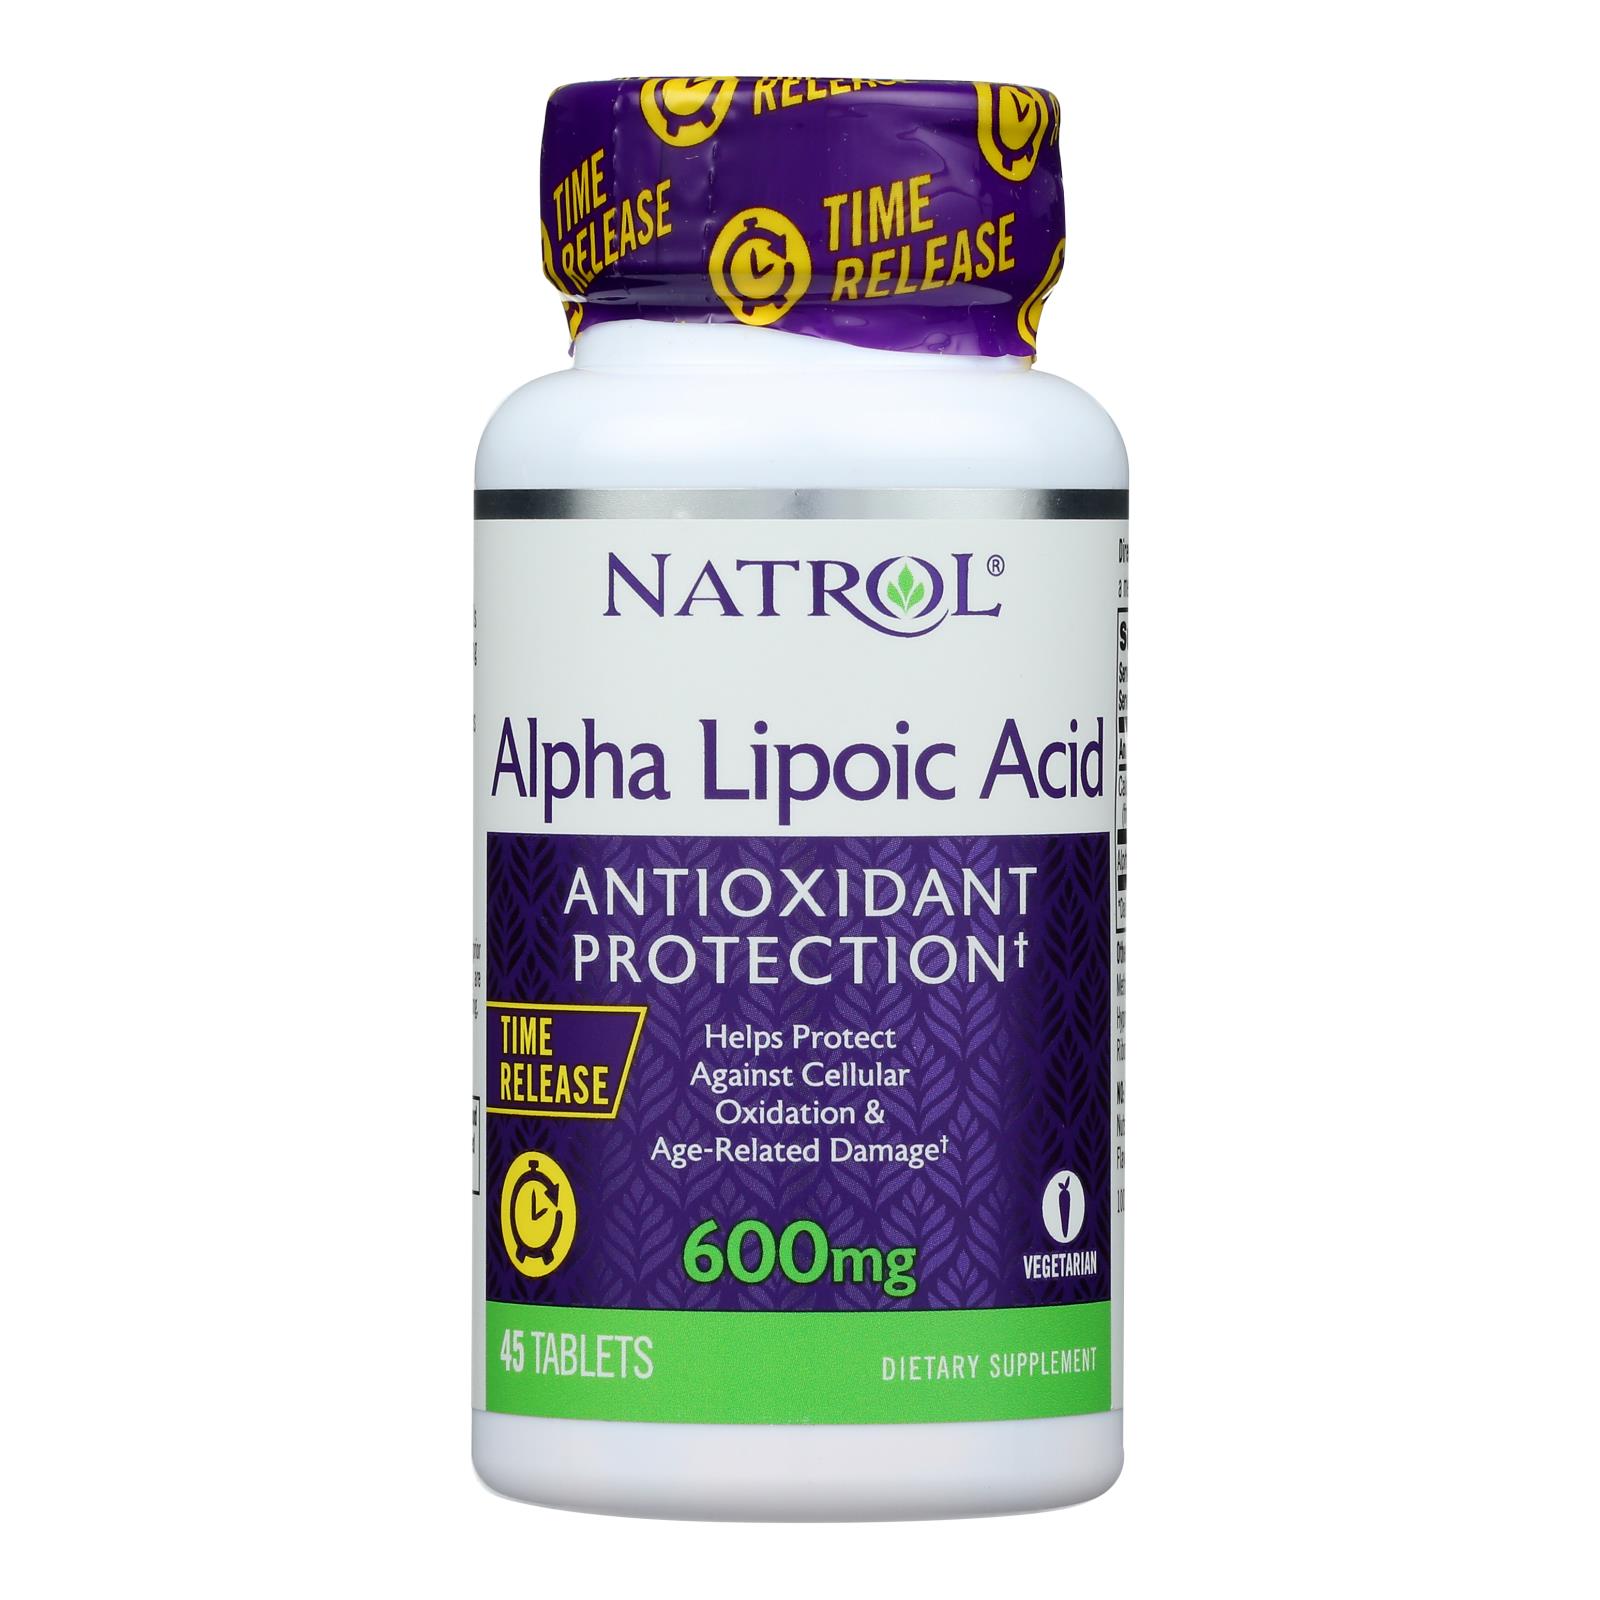 RELEASE
TIME
RELEASE
TIME
RELEASE
NATROL®
Alpha Lipoic Acid
ANTIOXIDANT
PROTECTION†
TIME
RELEASE
Helps Protect
Against Cellular
Oxidation &
Age-Related Damage†
600mg
VEGETARIAN
45 TABLETS
DIETARY SUPPLEMENT